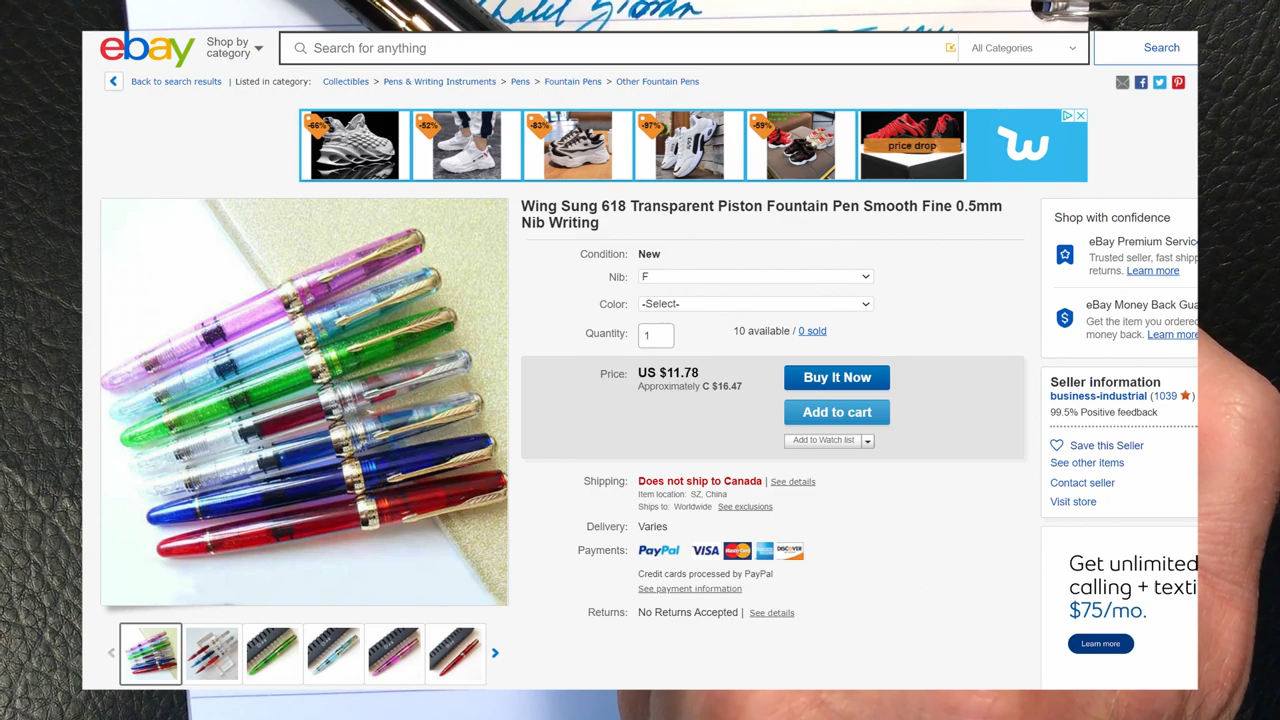 Khalil Gibran
ebay
Shop by category
Search for anything
All Categories
Search
Back to search results | Listed in category: Collectibles > Pens & Writing Instruments > Pens > Fountain Pens > Other Fountain Pens
-66%
-52%
-83%
-97%
-59%
price drop
Wing Sung 618 Transparent Piston Fountain Pen Smooth Fine 0.5mm
Nib Writing
Condition: New
Nib: F
Color: -Select-
Quantity: 1
10 available / 0 sold
Price: US $11.78
Approximately C $16.47
Buy It Now
Add to cart
Add to Watch list
Shipping: Does not ship to Canada | See details
Item location: SZ, China
Ships to: Worldwide See exclusions
Delivery: Varies
Payments: PayPal VISA MasterCard DISCOVER
Credit cards processed by PayPal
See payment information
Returns: No Returns Accepted | See details
Shop with confidence
eBay Premium Servic
Trusted seller, fast shipp
returns. Learn more
eBay Money Back Gua
Get the item you ordered
money back. Learn more
Seller information
business-industrial (1039 )
99.5% Positive feedback
Save this Seller
See other items
Contact seller
Visit store
Get unlimited
calling + texti
$75/mo.
Learn more